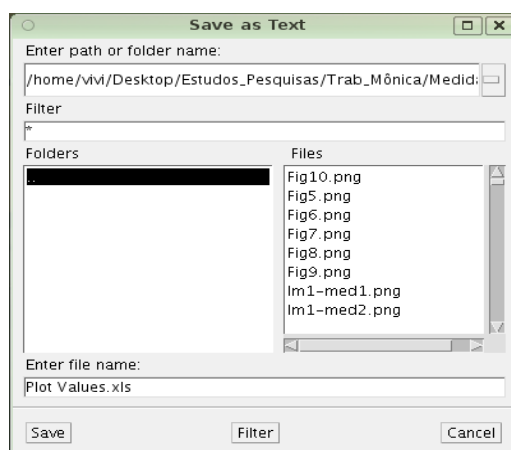 Save as Text
Enter path or folder name:
/home/vivi/Desktop/Estudos_Pesquisas/Trab_Mônica/Medid
Filter
*
Folders
..
Files
Fig10.png
Fig5.png
Fig6.png
Fig7.png
Fig8.png
Fig9.png
Im1-med1.png
Im1-med2.png
Enter file name:
Plot Values.xls
Save
Filter
Cancel